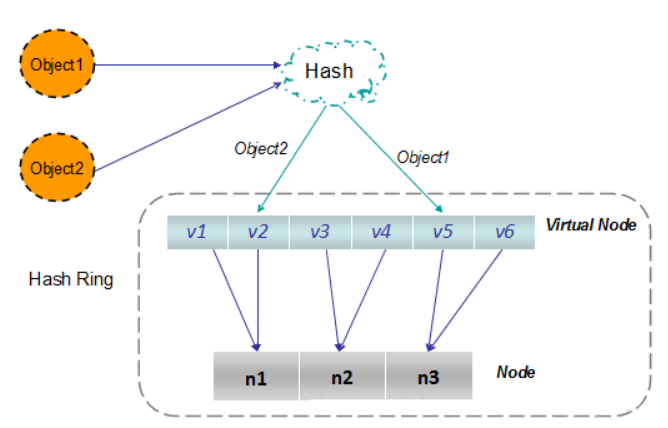 Object1
Hash
Object2
Object2
Object1
v1 v2 v3 v4 v5 v6
Virtual Node
Hash Ring
n1 n2 n3
Node